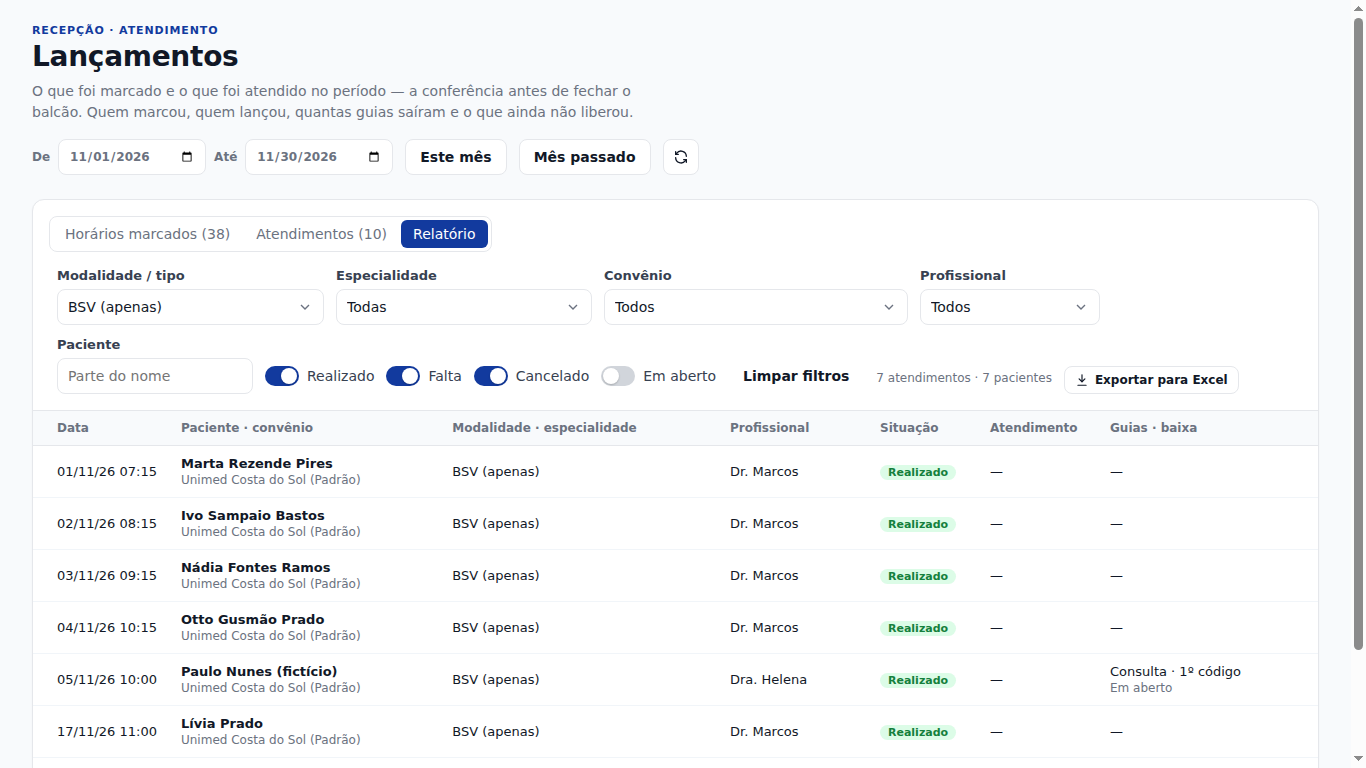 RECEPÇÃO · ATENDIMENTO
Lançamentos
O que foi marcado e o que foi atendido no período — a conferência antes de fechar o
balcão. Quem marcou, quem lançou, quantas guias saíram e o que ainda não liberou.
De 11/01/2026 Até 11/30/2026 Este mês Mês passado
Horários marcados (38) Atendimentos (10) Relatório
Modalidade / tipo Especialidade Convênio Profissional
BSV (apenas) Todas Todos Todos
Paciente
Parte do nome Realizado Falta Cancelado Em aberto Limpar filtros 7 atendimentos · 7 pacientes Exportar para Excel
Data Paciente · convênio Modalidade · especialidade Profissional Situação Atendimento Guias · baixa
01/11/26 07:15 Marta Rezende Pires BSV (apenas) Dr. Marcos Realizado — —
Unimed Costa do Sol (Padrão)
02/11/26 08:15 Ivo Sampaio Bastos BSV (apenas) Dr. Marcos Realizado — —
Unimed Costa do Sol (Padrão)
03/11/26 09:15 Nádia Fontes Ramos BSV (apenas) Dr. Marcos Realizado — —
Unimed Costa do Sol (Padrão)
04/11/26 10:15 Otto Gusmão Prado BSV (apenas) Dr. Marcos Realizado — —
Unimed Costa do Sol (Padrão)
05/11/26 10:00 Paulo Nunes (fictício) BSV (apenas) Dra. Helena Realizado — Consulta · 1º código
Unimed Costa do Sol (Padrão) Em aberto
17/11/26 11:00 Lívia Prado BSV (apenas) Dr. Marcos Realizado — —
Unimed Costa do Sol (Padrão)